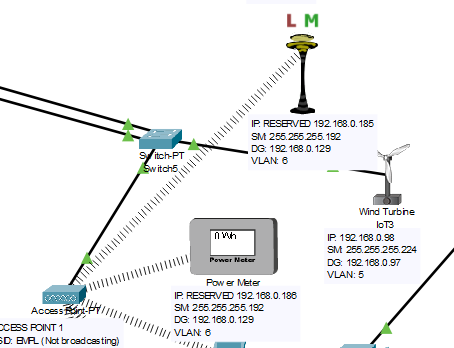 L M
IP: RESERVED 192.168.0.185
SM: 255.255.255.192
DG: 192.168.0.129
VLAN: 6
Switch-PT
Switch5
Wind Turbine
IoT3
IP: 192.168.0.98
SM: 255.255.255.224
DG: 192.168.0.97
VLAN: 5
0 Wh
Power Meter
Power Meter
IP: RESERVED 192.168.0.186
SM: 255.255.255.192
DG: 192.168.0.129
VLAN: 6
Access Point-PT
CCESS POINT 1
SID: EMPL (Not broadcasting)